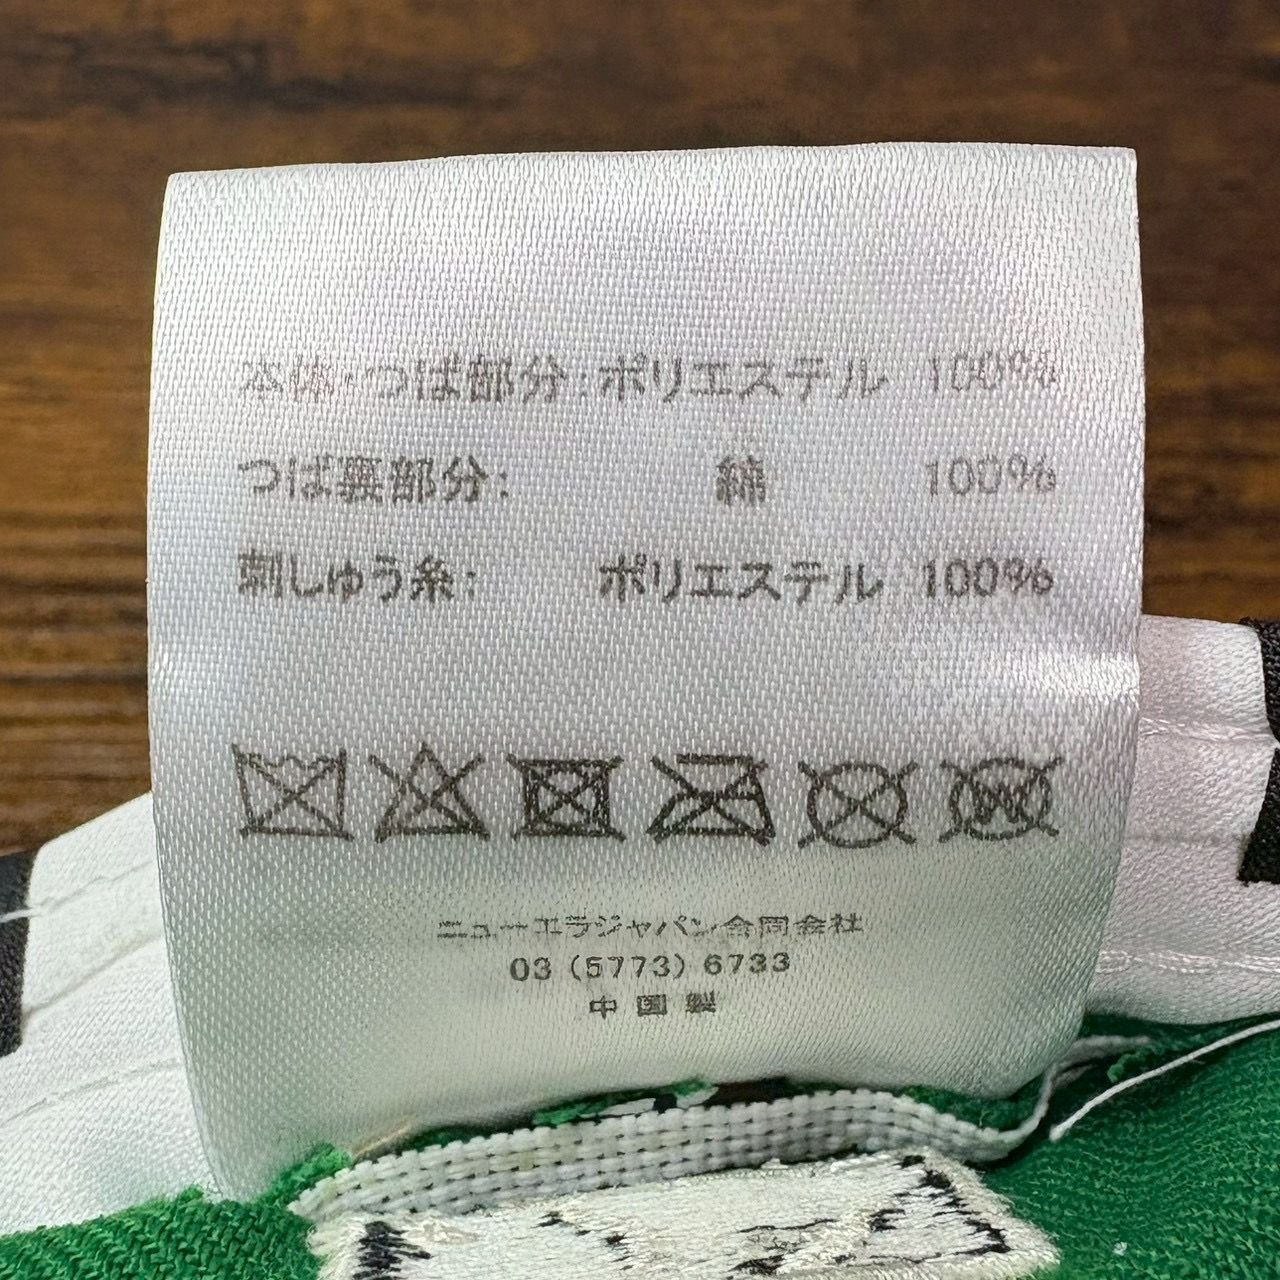 本体・つば部分:ポリエステル 100%
つば裏部分: 綿 100%
刺しゅう糸: ポリエステル 100%
ニューエラジャパン合同会社
03 (5773) 6733
中国製